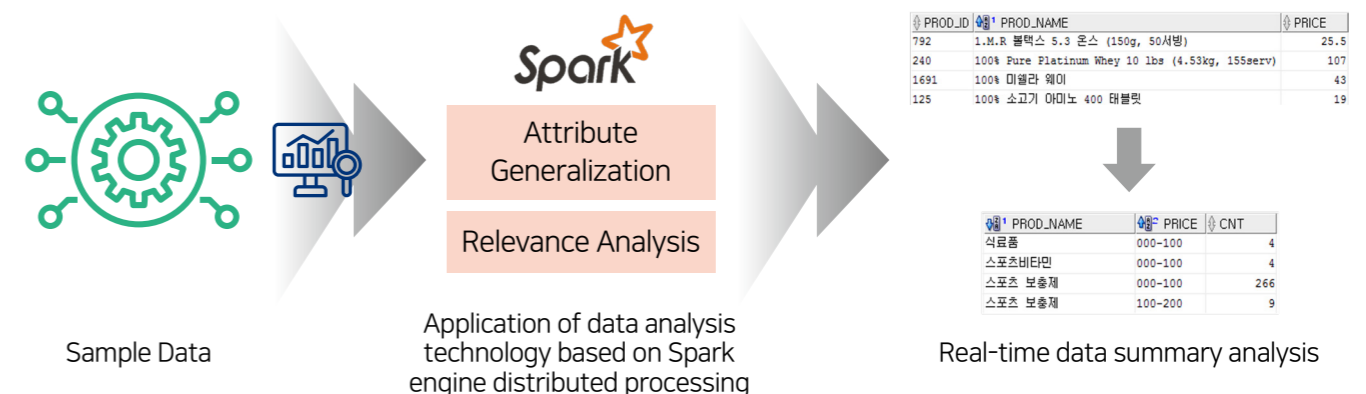 Sample Data
Spark
Attribute
Generalization
Relevance Analysis
Application of data analysis
technology based on Spark
engine distributed processing
PROD_ID 1 PROD_NAME PRICE
792 1.M.R 볼택스 5.3 온스 (150g, 50서빙) 25.5
240 100% Pure Platinum Whey 10 lbs (4.53kg, 155serv) 107
1691 100% 미쉘라 웨이 43
125 100% 소고기 아미노 400 태블릿 19
1 PROD_NAME 2 PRICE CNT
식료품 000-100 4
스포츠비타민 000-100 4
스포츠 보충제 000-100 266
스포츠 보충제 100-200 9
Real-time data summary analysis